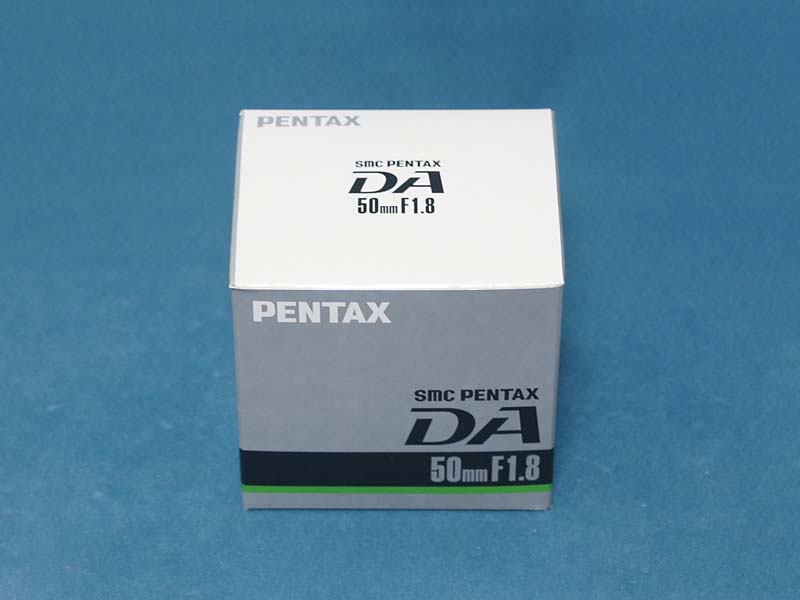 PENTAX
smc PENTAX
DA
50mm F1.8
PENTAX
smc PENTAX
DA
50mm F1.8